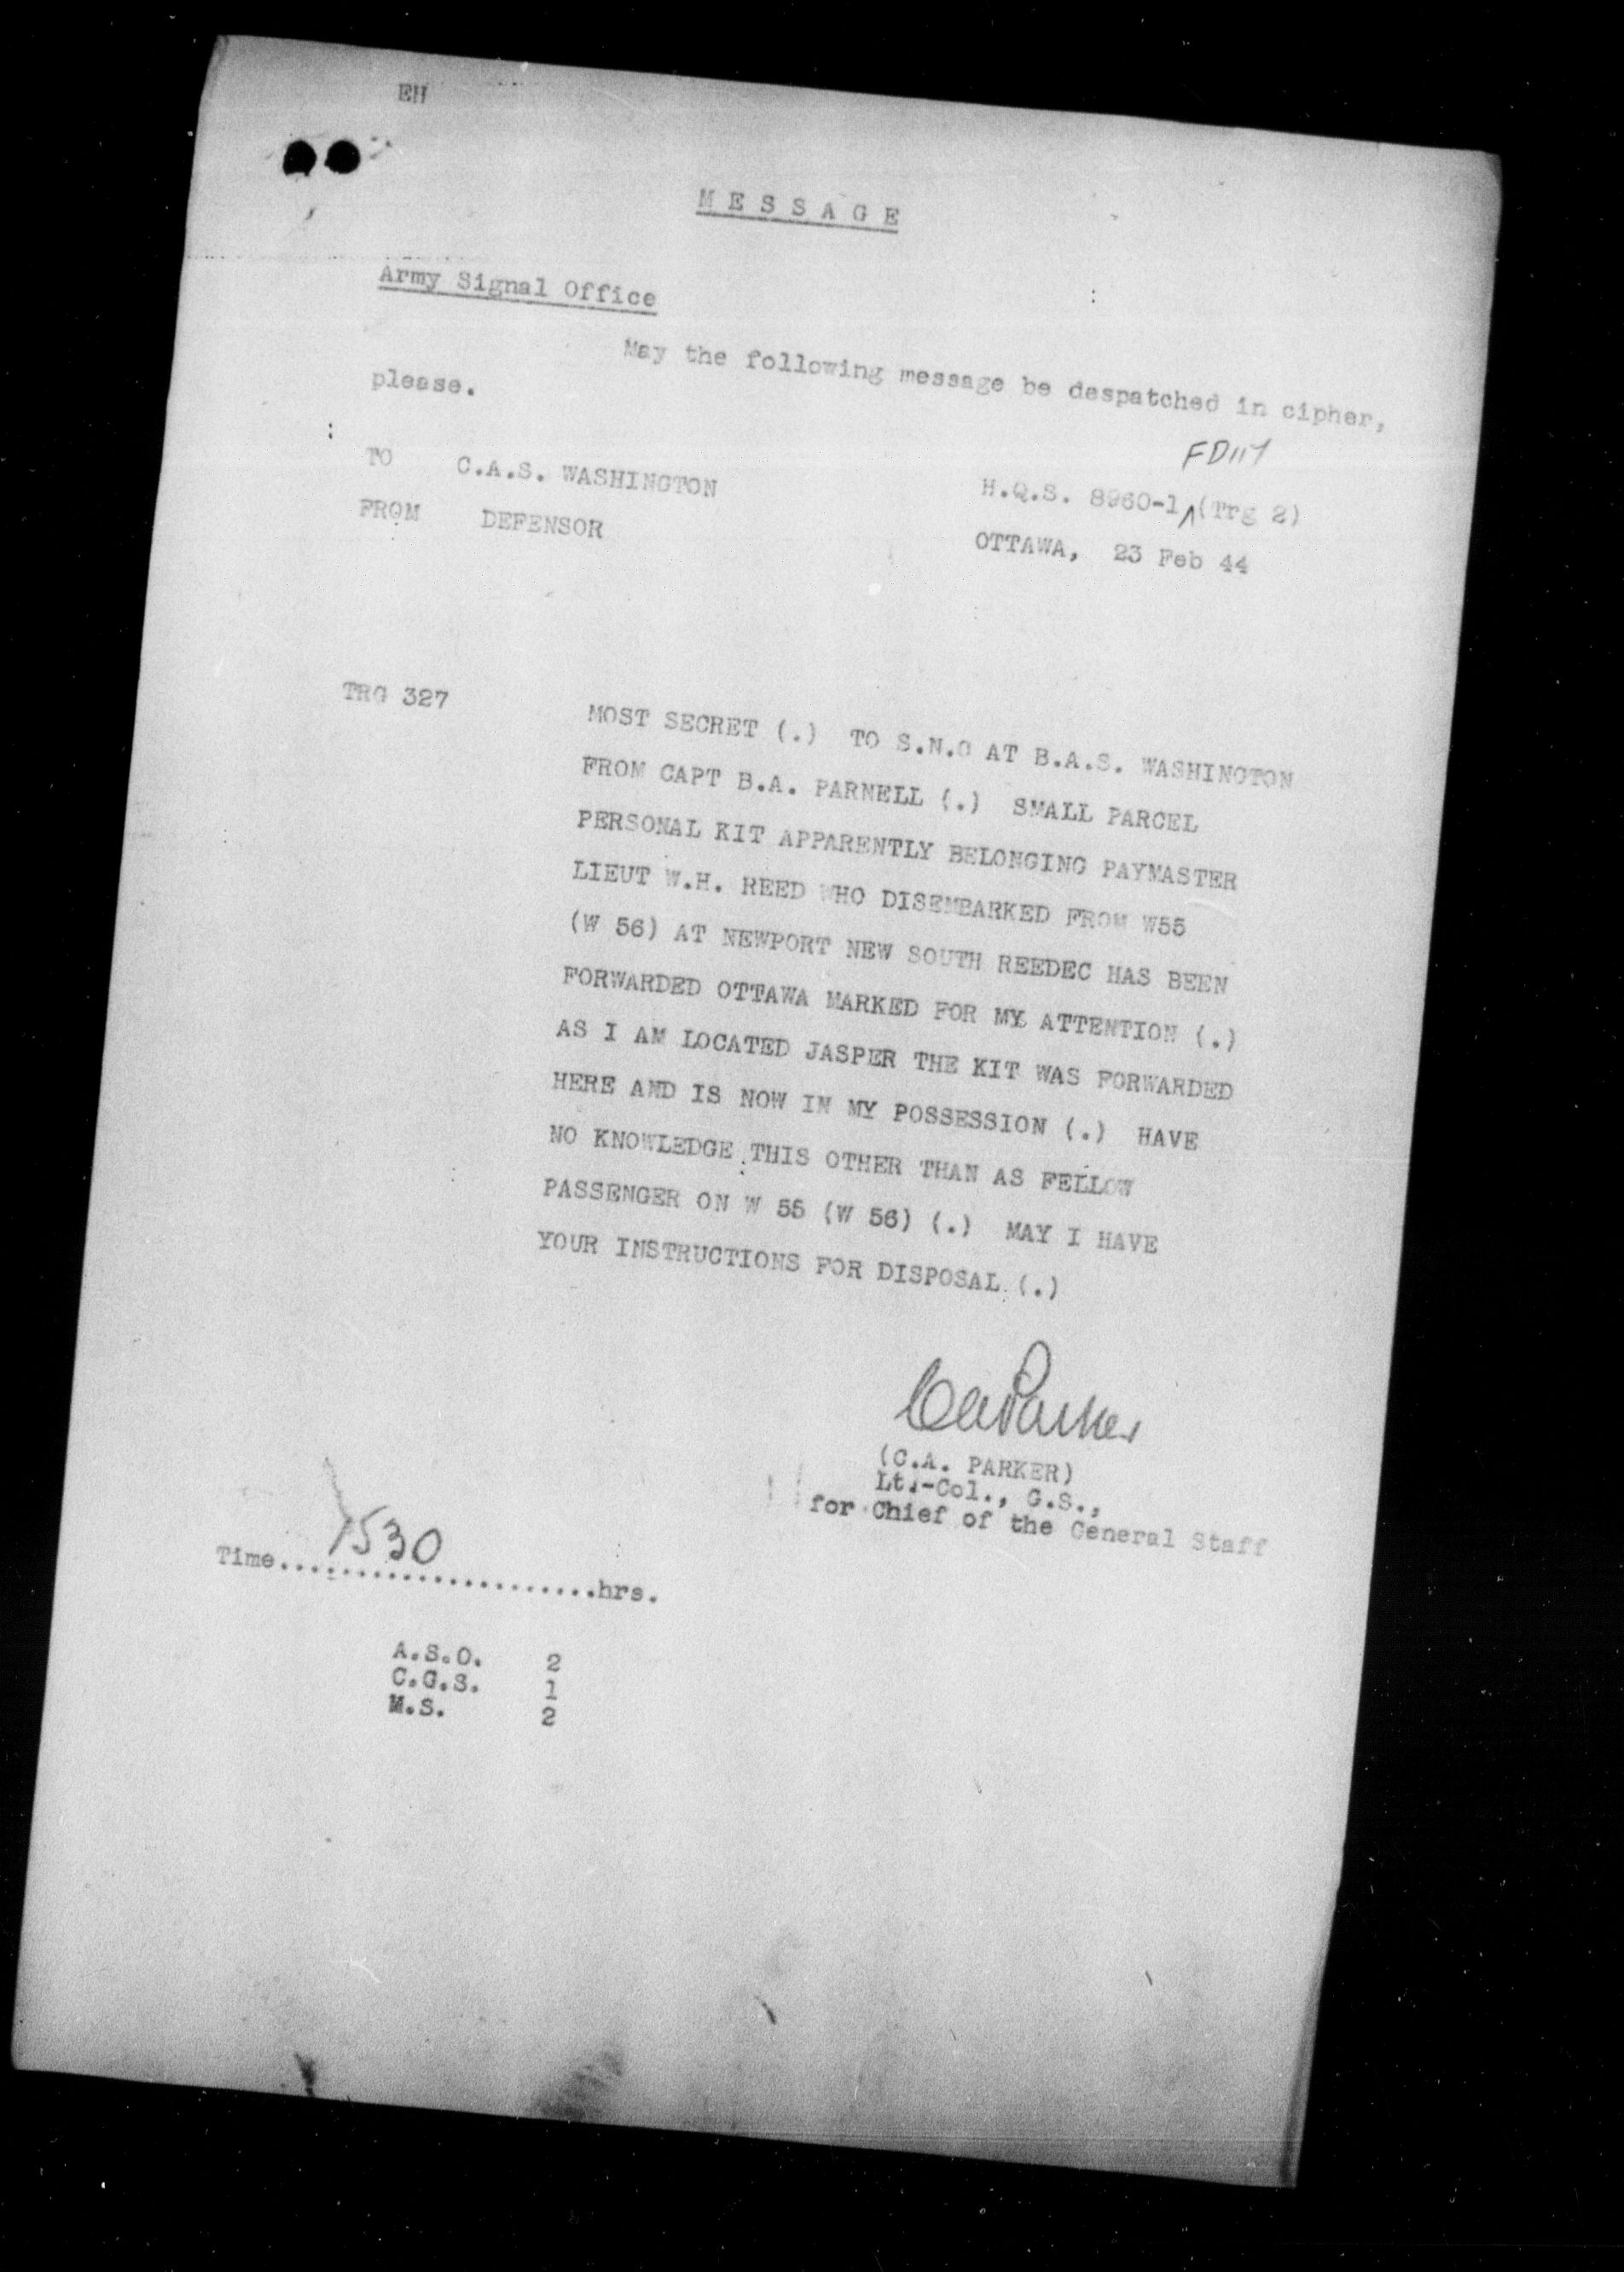 EH
MESSAGE
Army Signal Office
May the following message be despatched in cipher,
please.
FD117
TO C.A.S. WASHINGTON
H.Q.S. 8960-1 (Trg 2)
FROM DEFENSOR
OTTAWA, 23 Feb 44
TRG 327
MOST SECRET (.) TO S.N.O AT B.A.S. WASHINGTON
FROM CAPT B.A. PARNELL (.) SMALL PARCEL
PERSONAL KIT APPARENTLY BELONGING PAYMASTER
LIEUT W.H. REED WHO DISEMBARKED FROM W55
(W 56) AT NEWPORT NEW SOUTH REEDEC HAS BEEN
FORWARDED OTTAWA MARKED FOR MY ATTENTION (.)
AS I AM LOCATED JASPER THE KIT WAS FORWARDED
HERE AND IS NOW IN MY POSSESSION (.) HAVE
NO KNOWLEDGE THIS OTHER THAN AS FELLOW
PASSENGER ON W 55 (W 56) (.) MAY I HAVE
YOUR INSTRUCTIONS FOR DISPOSAL (.)
CAParker
(C.A. PARKER)
Lt.-Col., G.S.,
for Chief of the General Staff
Time....1530....hrs.
A.S.O. 2
C.G.S. 1
M.S. 2